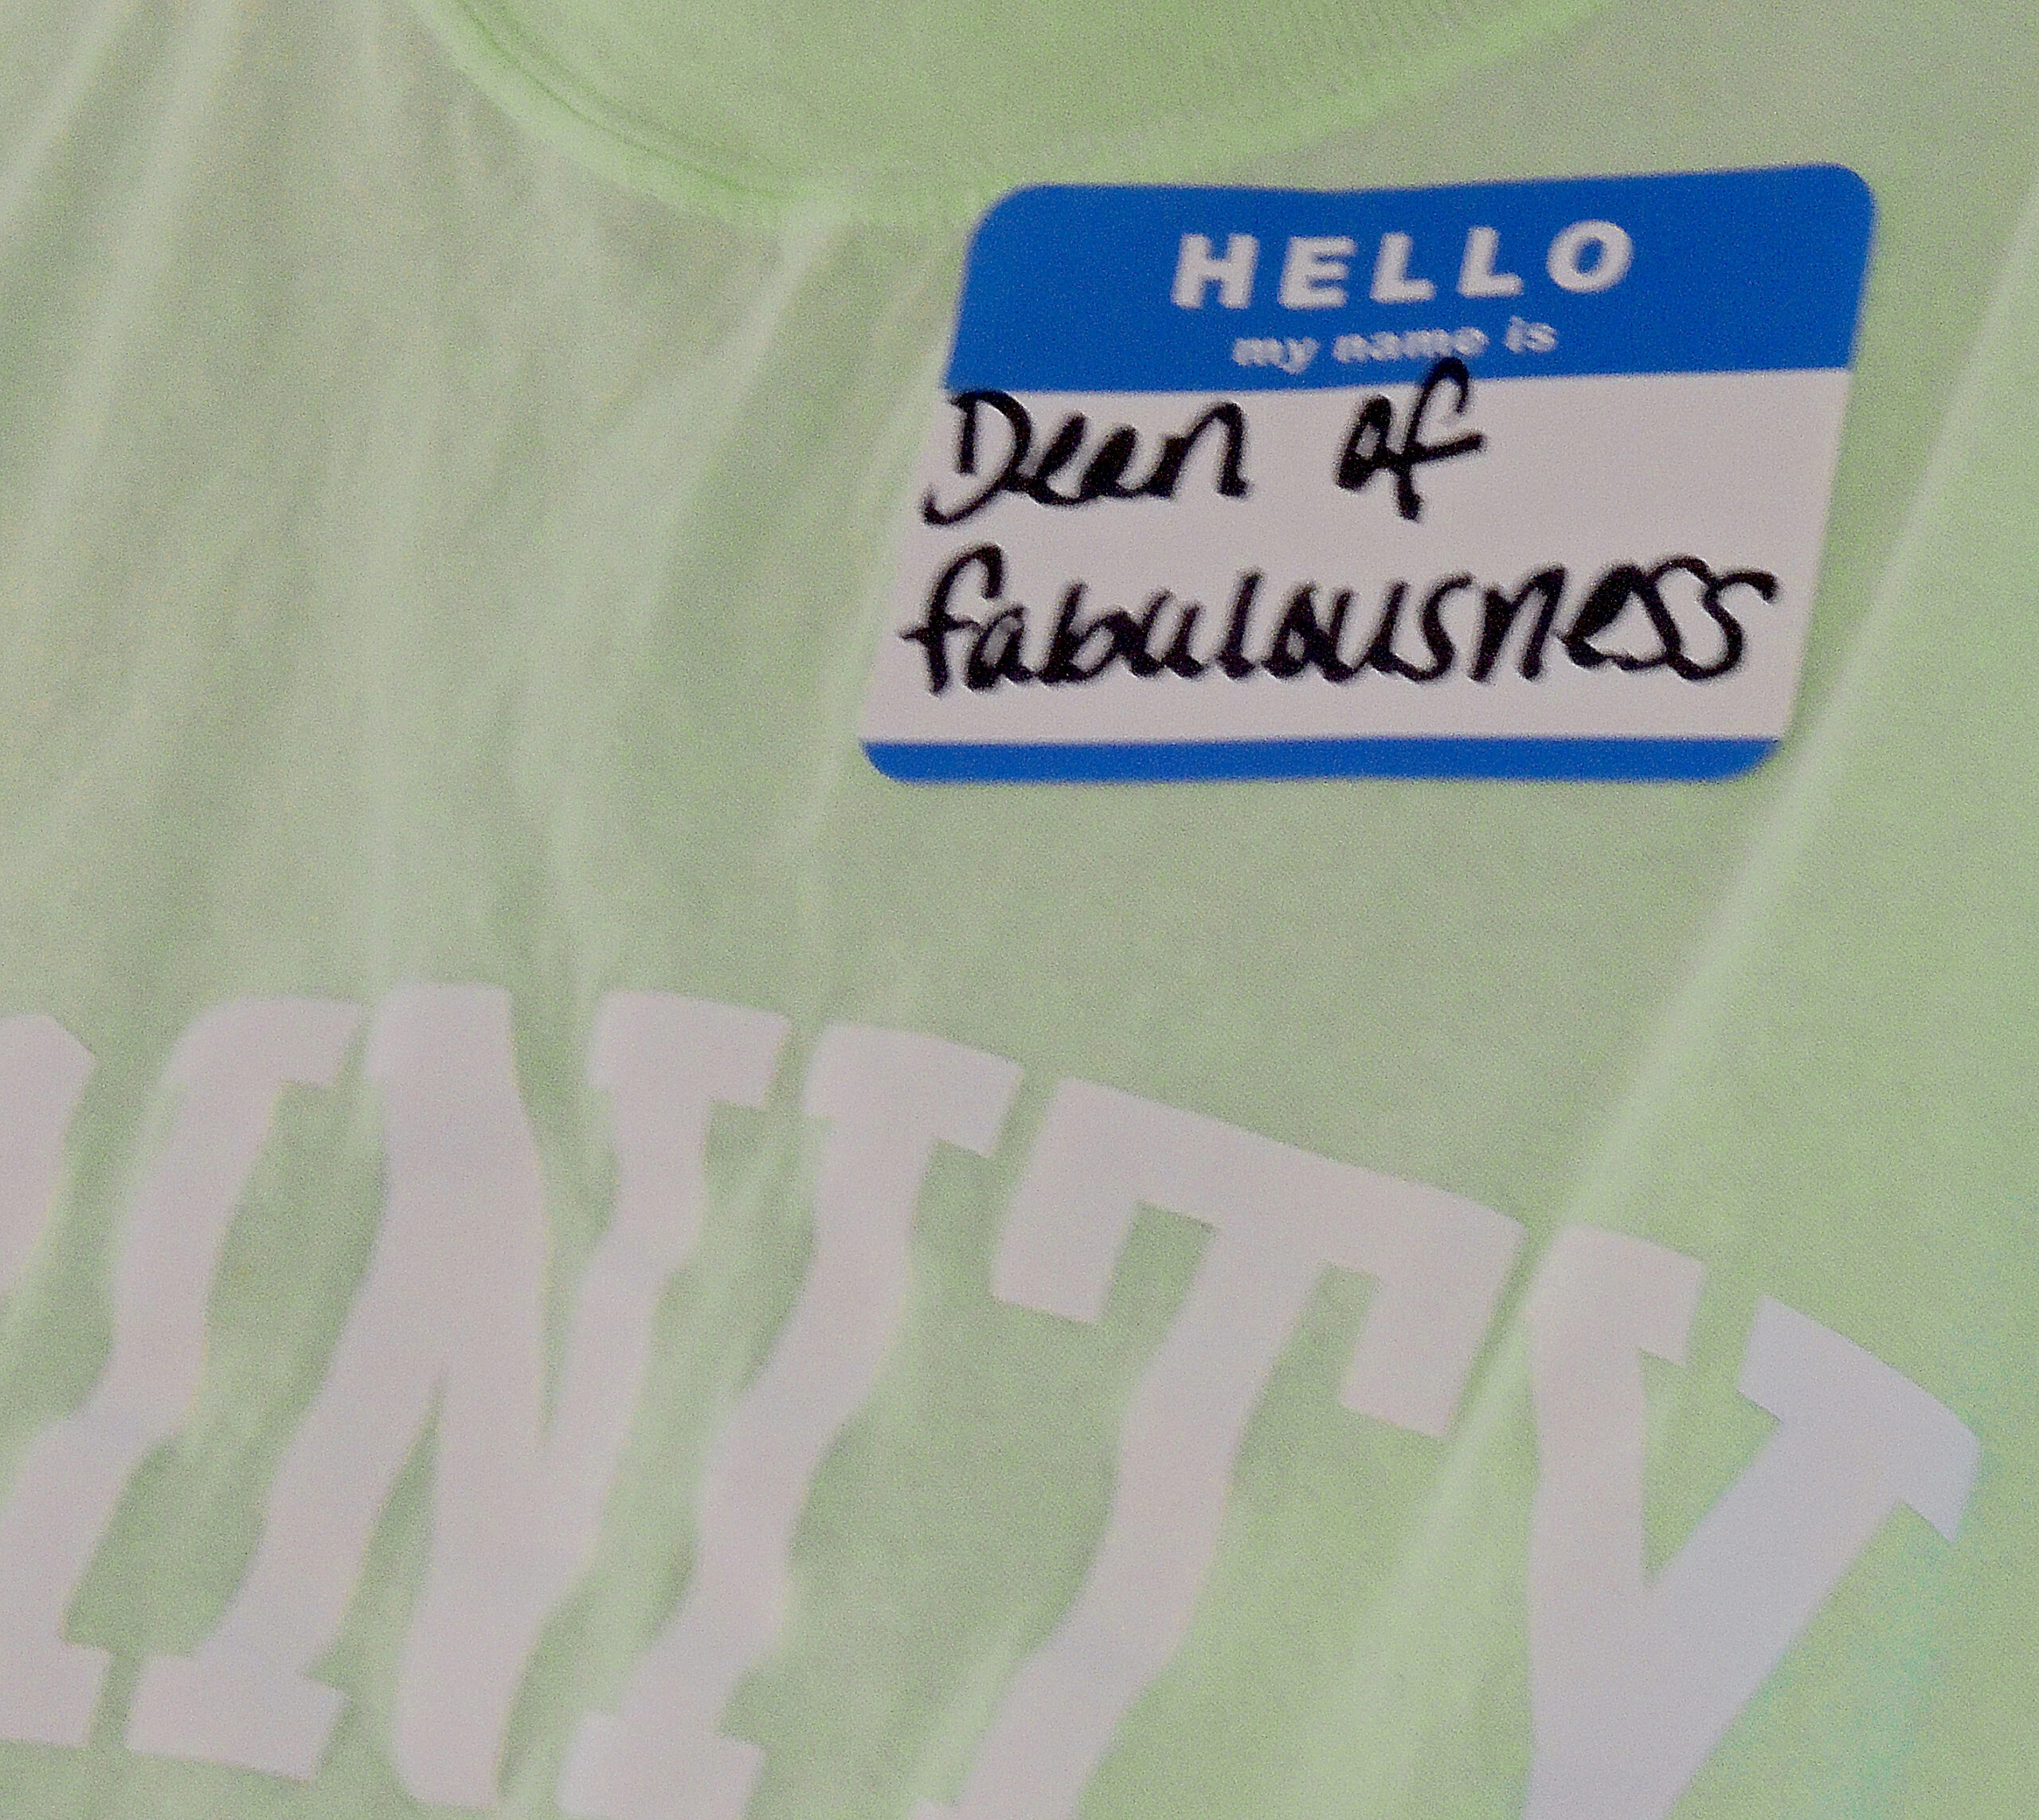 HELLO
my name is
Dean of
fabulousness